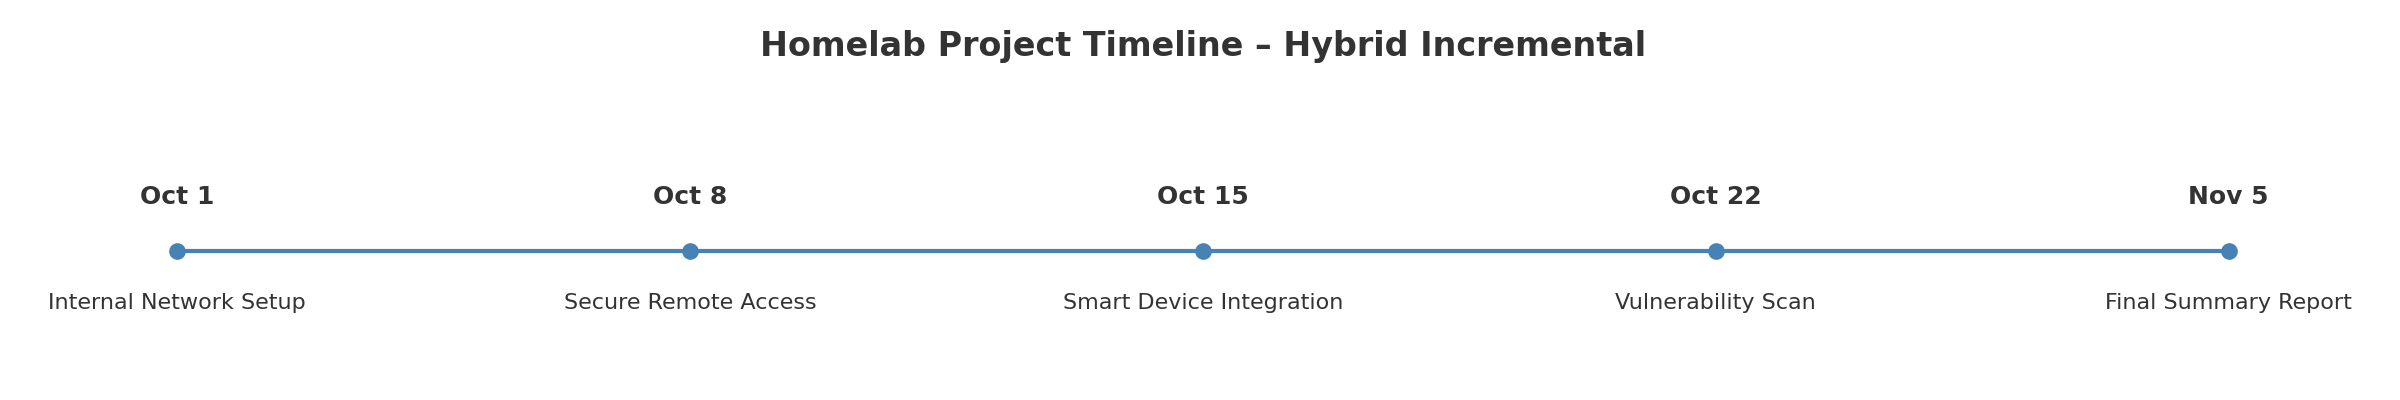 Homelab Project Timeline – Hybrid Incremental
Oct 1
Oct 8
Oct 15
Oct 22
Nov 5
Internal Network Setup
Secure Remote Access
Smart Device Integration
Vulnerability Scan
Final Summary Report